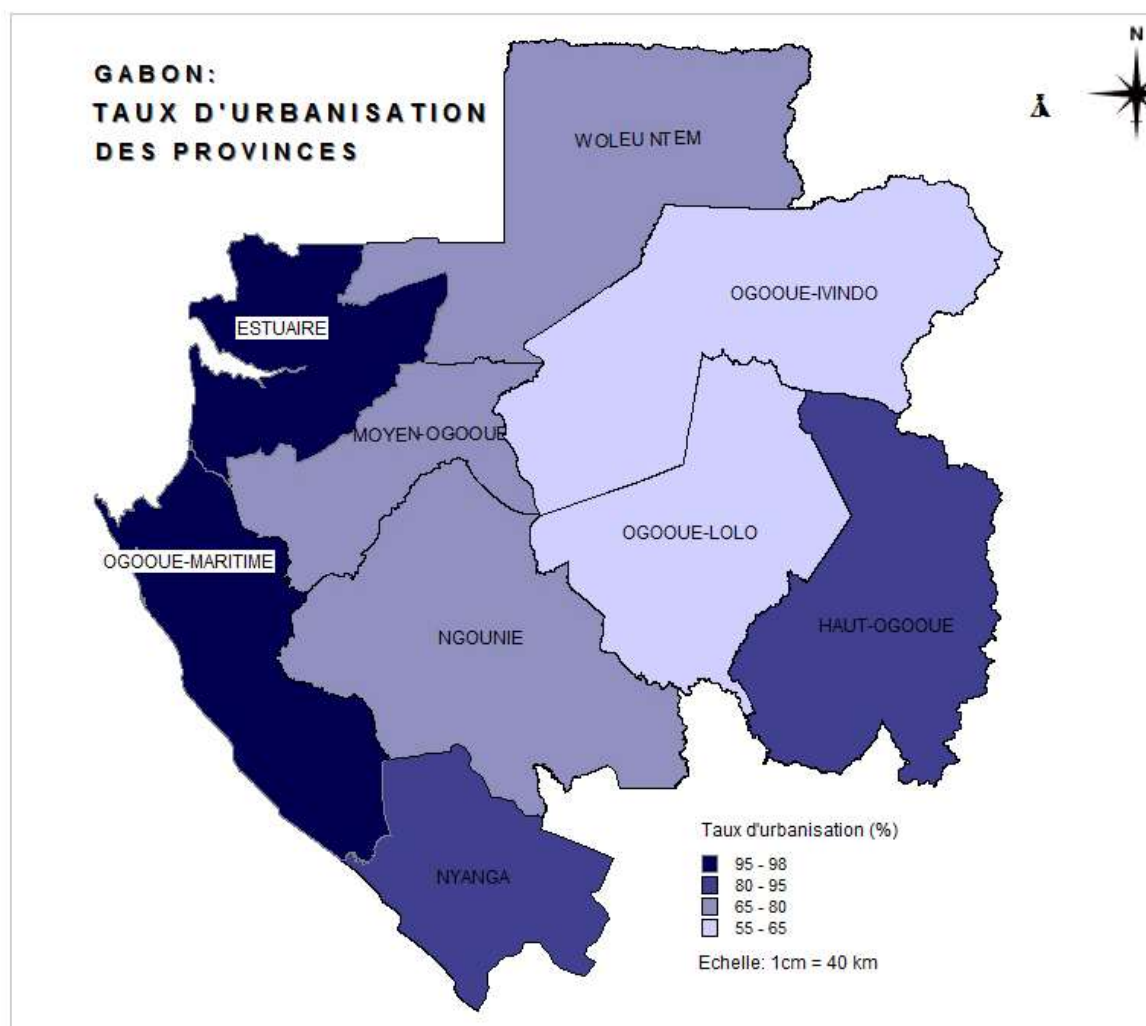 GABON:
TAUX D'URBANISATION
DES PROVINCES
N
WOLEU NTEM
OGOOUE-IVINDO
ESTUAIRE
MOYEN-OGOOUE
OGOOUE-LOLO
OGOOUE-MARITIME
HAUT-OGOOUE
NGOUNIE
NYANGA
Taux d'urbanisation (%)
95 - 98
80 - 95
65 - 80
55 - 65
Echelle: 1cm = 40 km